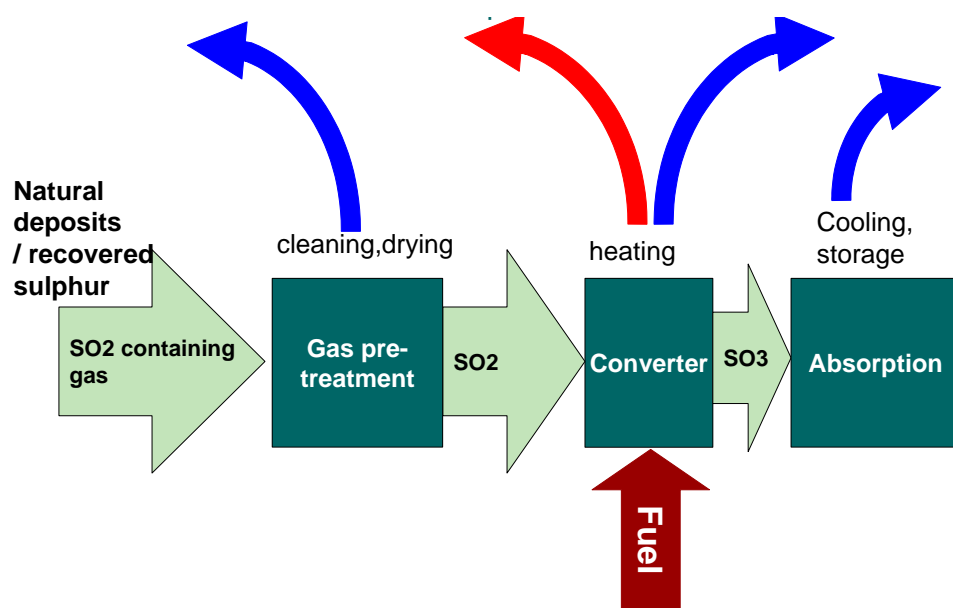 Natural
deposits
/ recovered
sulphur
cleaning,drying
heating
Cooling,
storage
SO2 containing
gas
Gas pre-
treatment
SO2
Converter
SO3
Absorption
Fuel